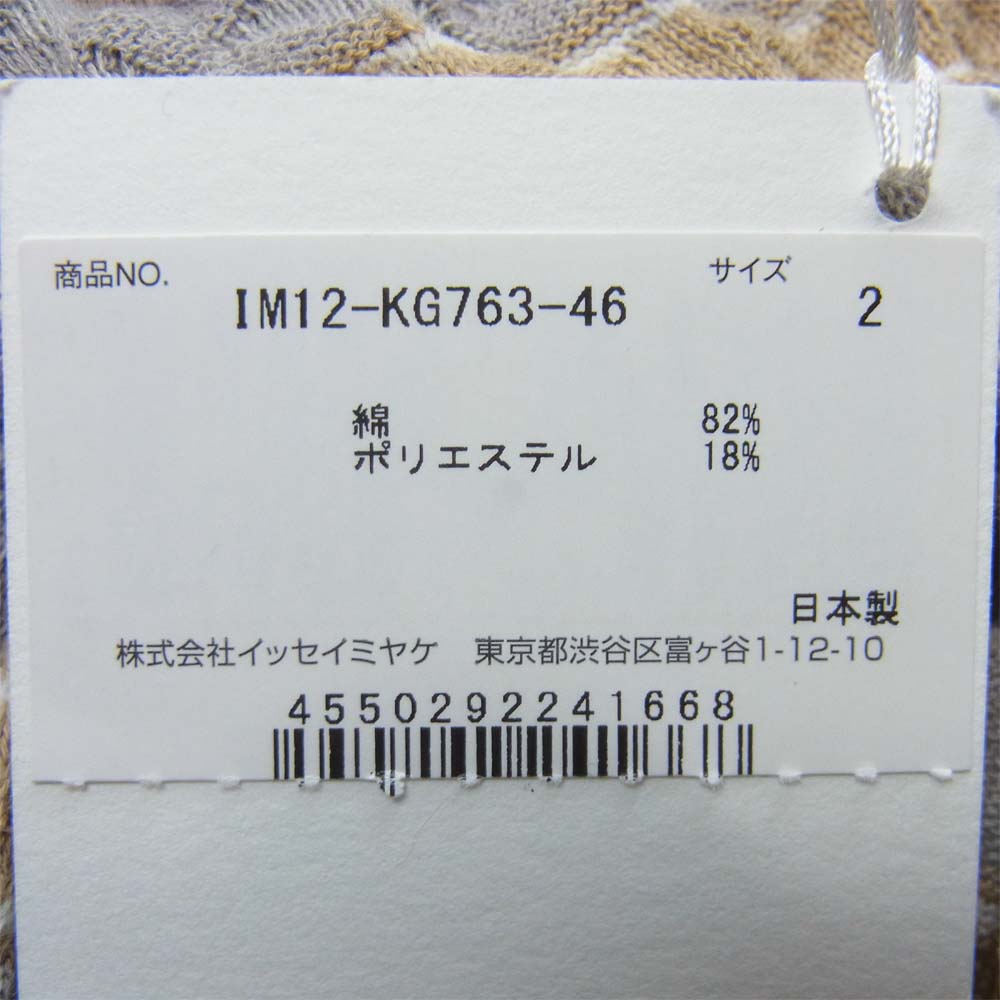 商品NO. IM12-KG763-46 サイズ 2
綿 82%
ポリエステル 18%
日本製
株式会社イッセイミヤケ 東京都渋谷区富ヶ谷1-12-10
4550292241668